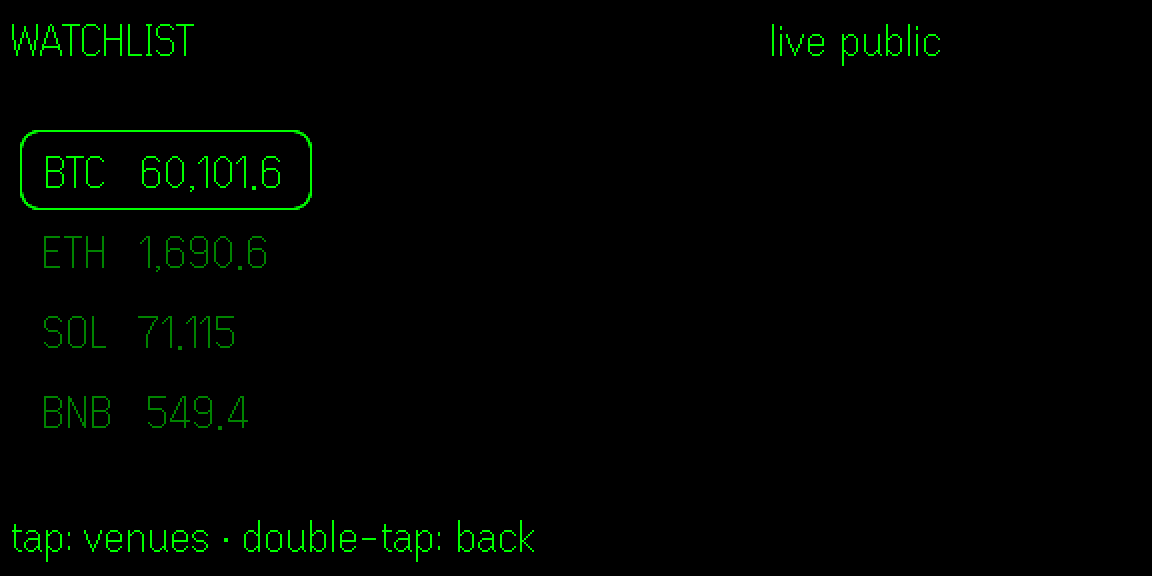 WATCHLIST live public
BTC 60,101.6
ETH 1,690.6
SOL 71.115
BNB 549.4
tap: venues · double-tap: back